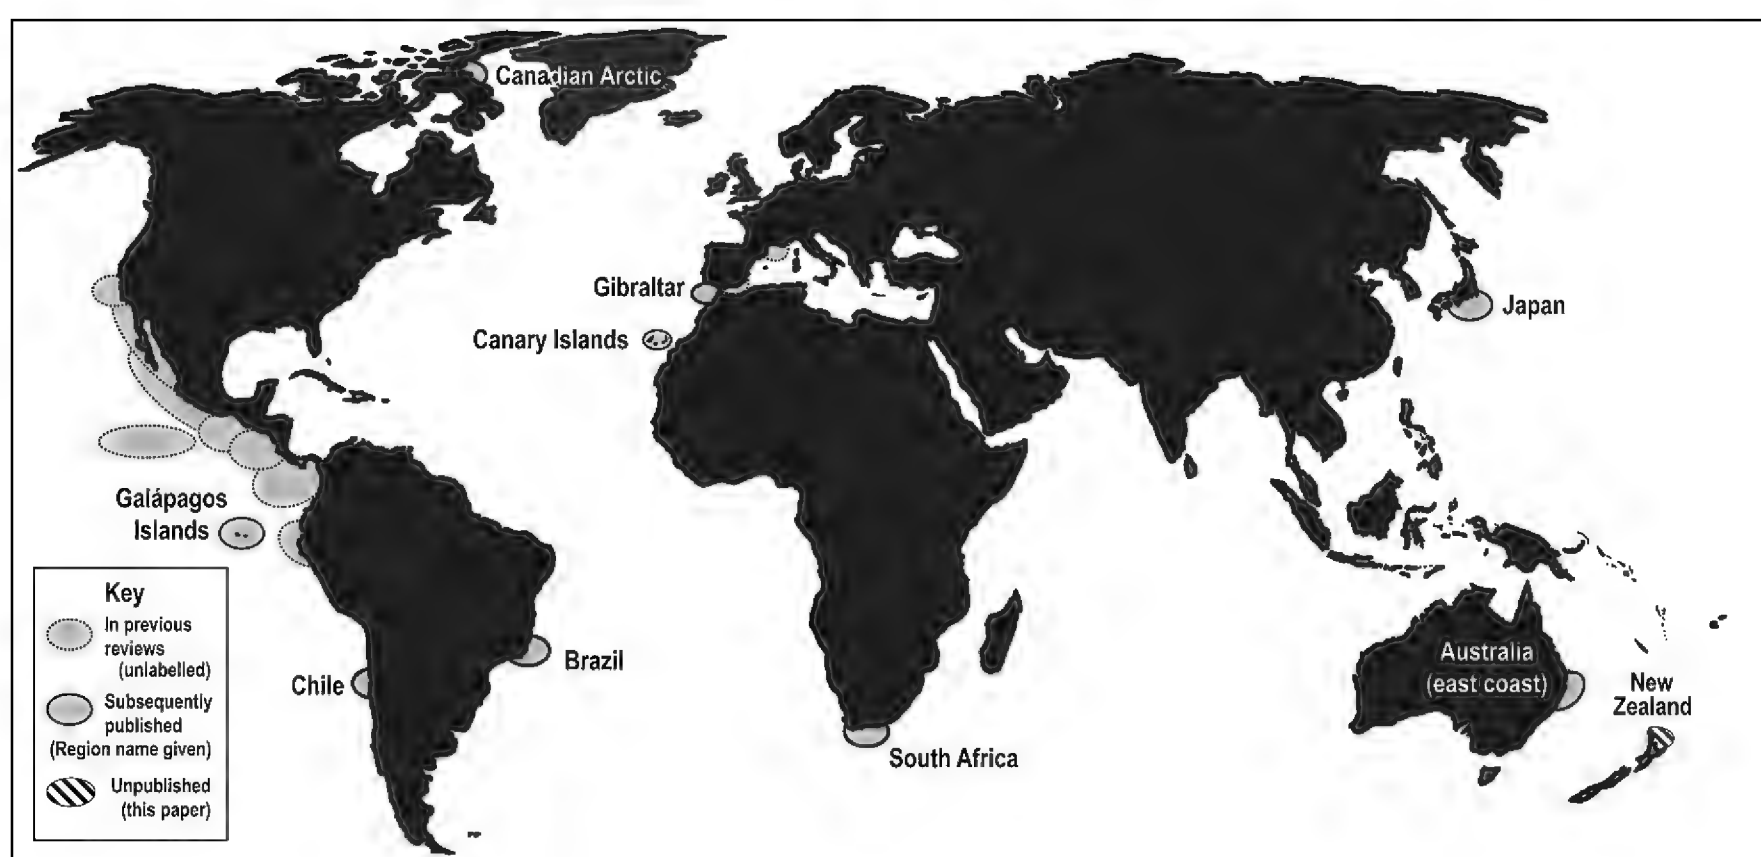 Canadian Arctic
Gibraltar
Japan
Canary Islands
Galápagos
Islands
Key
In previous
reviews
(unlabelled)
Subsequently
published
(Region name given)
Unpublished
(this paper)
Chile
Brazil
South Africa
Australia
(east coast)
New
Zealand